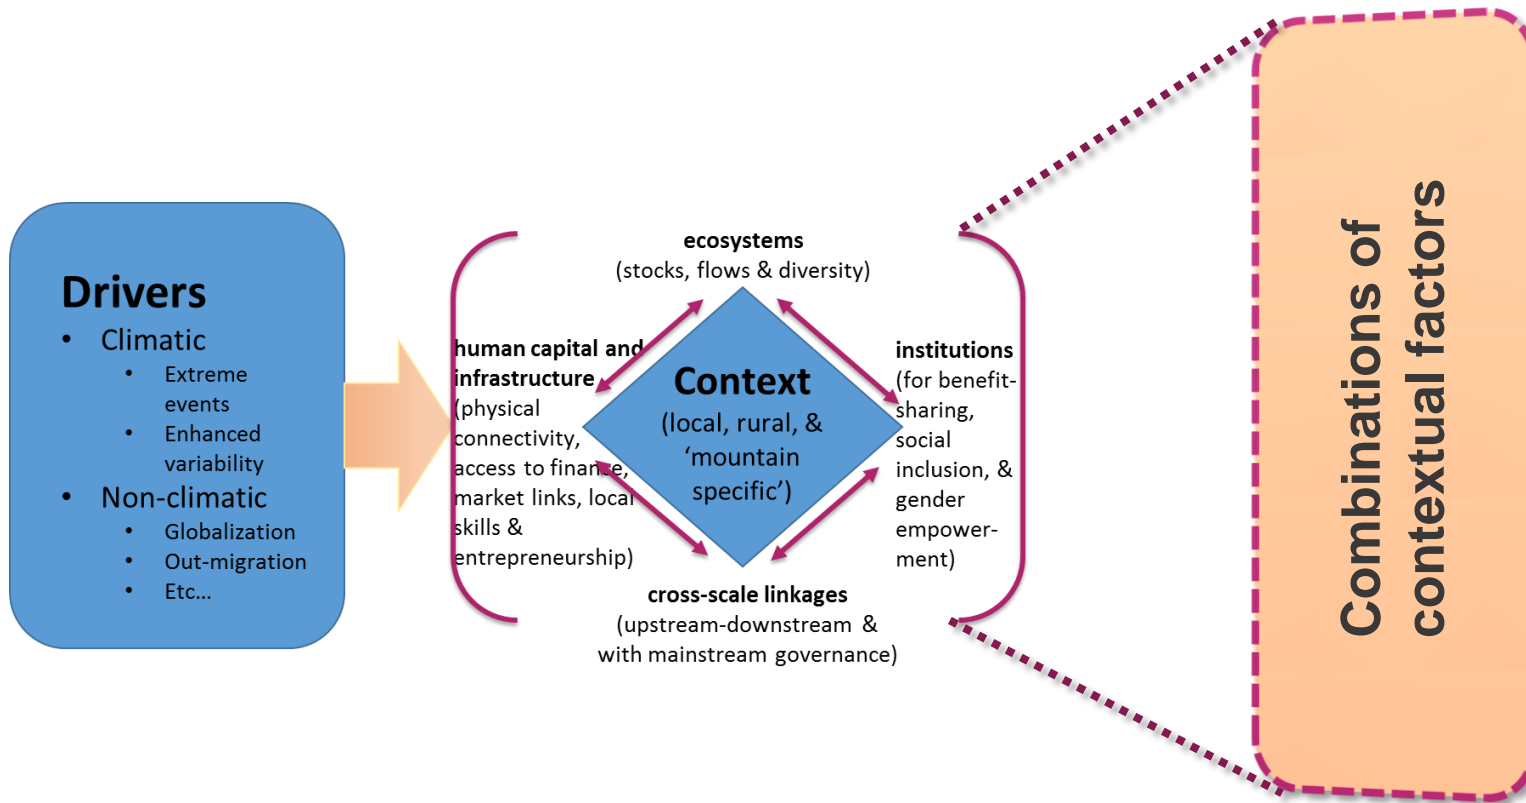 Drivers
• Climatic
• Extreme
events
• Enhanced
variability
• Non-climatic
• Globalization
• Out-migration
• Etc...
ecosystems
(stocks, flows & diversity)
human capital and
infrastructure
(physical
connectivity,
access to finance,
market links, local
skills &
entrepreneurship)
Context
(local, rural, &
‘mountain
specific’)
institutions
(for benefit-
sharing,
social
inclusion, &
gender
empower-
ment)
cross-scale linkages
(upstream-downstream &
with mainstream governance)
Combinations of
contextual factors